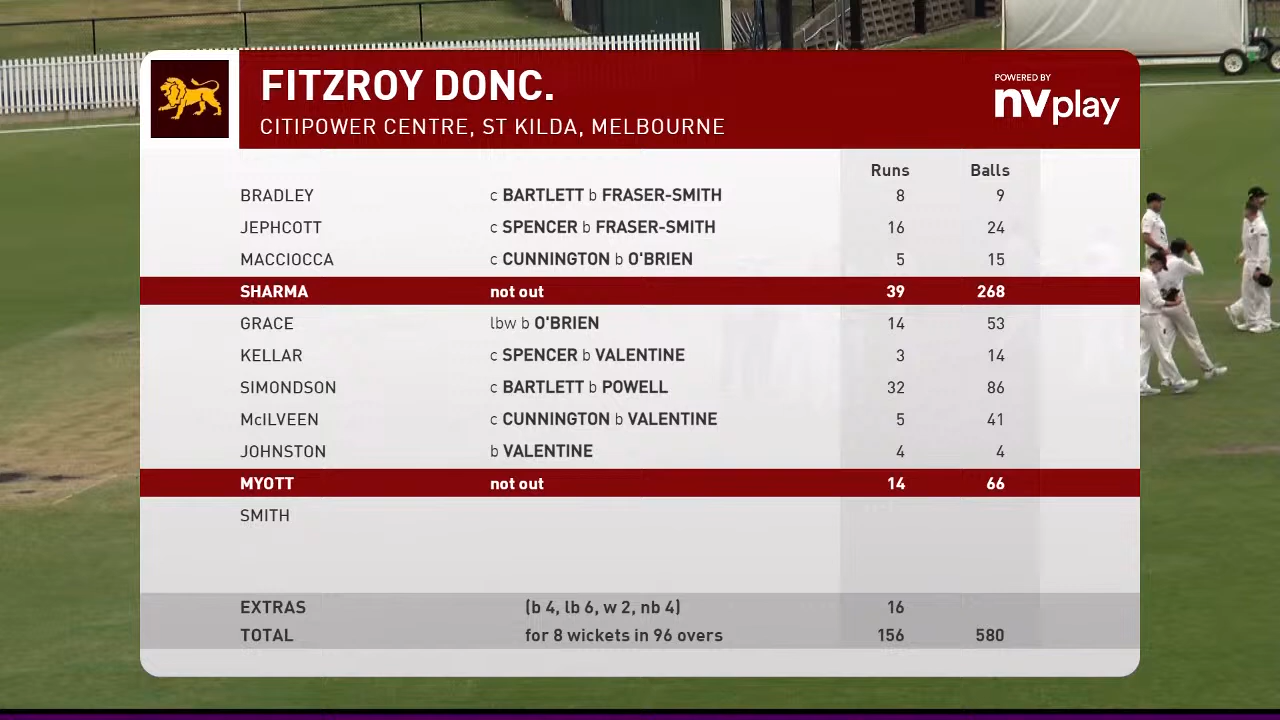 FITZROY DONC.
CITIPOWER CENTRE, ST KILDA, MELBOURNE
POWERED BY
nvplay
Runs Balls
BRADLEY c BARTLETT b FRASER-SMITH 8 9
JEPHCOTT c SPENCER b FRASER-SMITH 16 24
MACCIOCCA c CUNNINGTON b O'BRIEN 5 15
SHARMA not out 39 268
GRACE lbw b O'BRIEN 14 53
KELLAR c SPENCER b VALENTINE 3 14
SIMONDSON c BARTLETT b POWELL 32 86
McILVEEN c CUNNINGTON b VALENTINE 5 41
JOHNSTON b VALENTINE 4 4
MYOTT not out 14 66
SMITH
EXTRAS (b 4, lb 6, w 2, nb 4) 16
TOTAL for 8 wickets in 96 overs 156 580